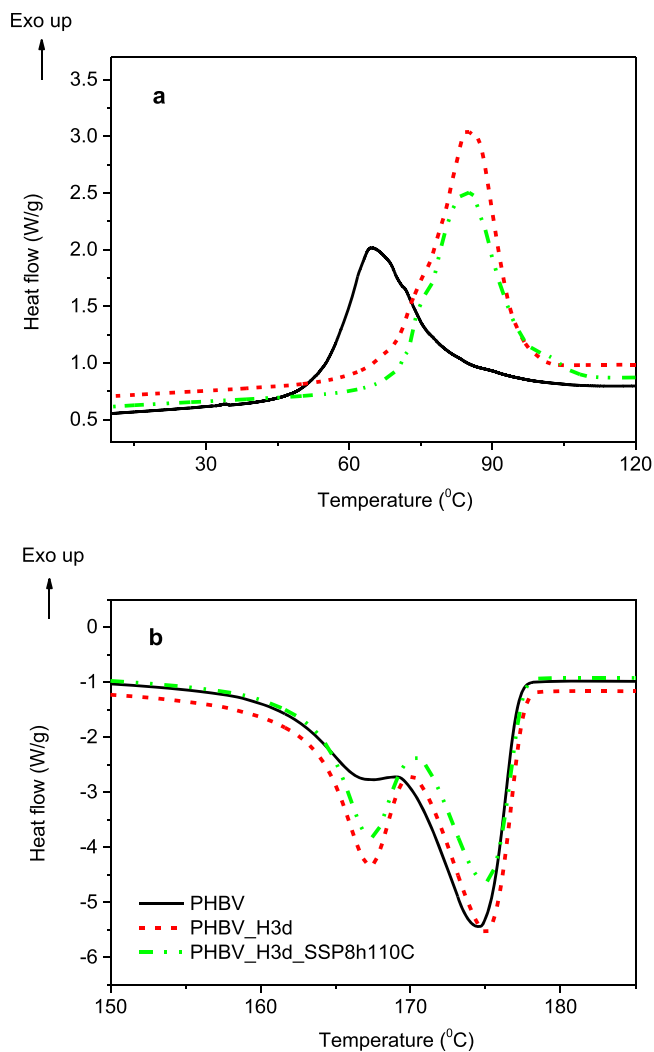 Exo up
a
3.5
3.0
2.5
2.0
1.5
1.0
0.5
Heat flow (W/g)
30 60 90 120
Temperature (⁰C)
Exo up
b
0
-1
-2
-3
-4
-5
-6
Heat flow (W/g)
PHBV
PHBV_H3d
PHBV_H3d_SSP8h110C
150 160 170 180
Temperature (⁰C)